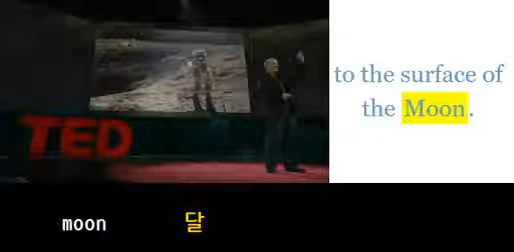 TED
to the surface of
the Moon.
moon 달